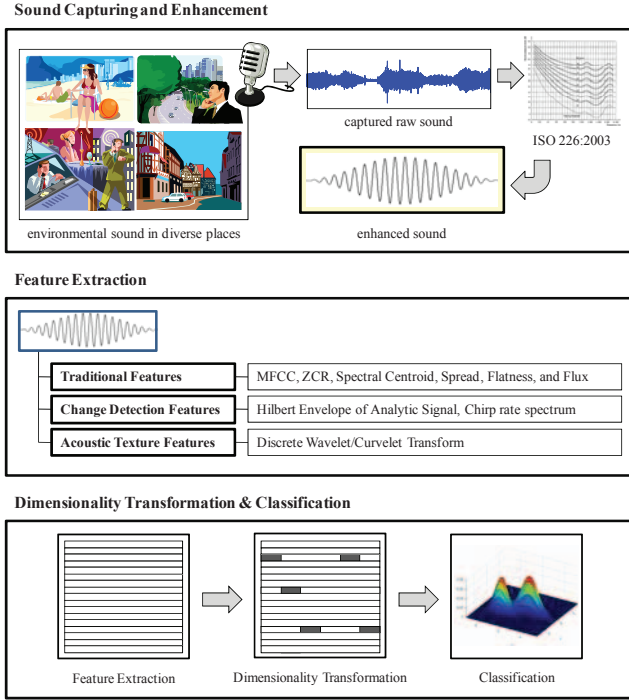 Sound Capturing and Enhancement
captured raw sound
ISO 226:2003
environmental sound in diverse places
enhanced sound
Feature Extraction
Traditional Features
MFCC, ZCR, Spectral Centroid, Spread, Flatness, and Flux
Change Detection Features
Hilbert Envelope of Analytic Signal, Chirp rate spectrum
Acoustic Texture Features
Discrete Wavelet/Curvelet Transform
Dimensionality Transformation & Classification
Feature Extraction
Dimensionality Transformation
Classification